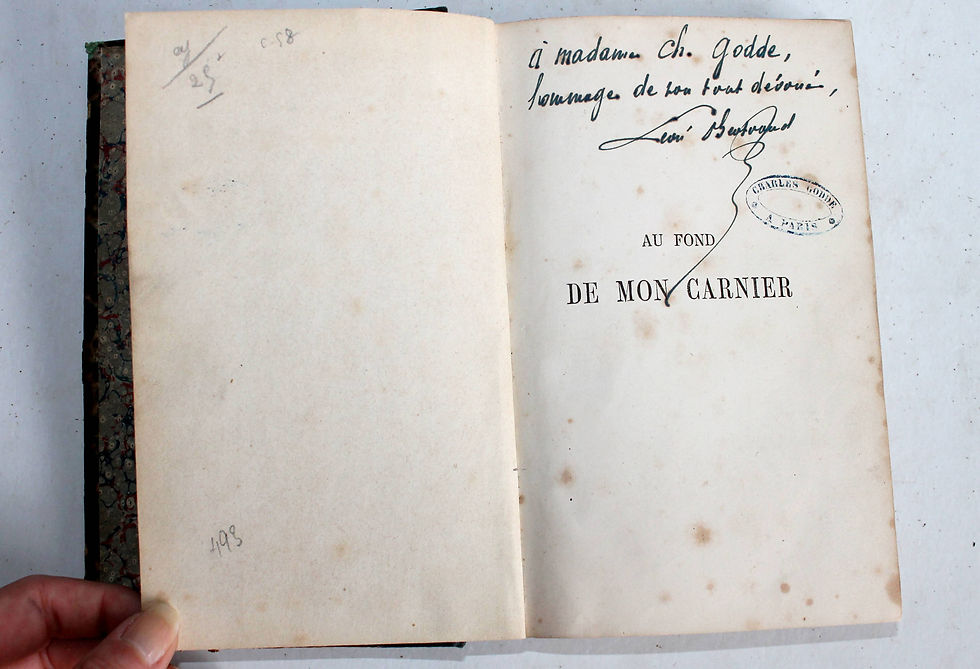 25
c.58
493
à madame Ch. Godde,
hommage de son tout dévoué,
Léon Bertrand
CHARLES GODDE
A PARIS
AU FOND
DE MON CARNIER